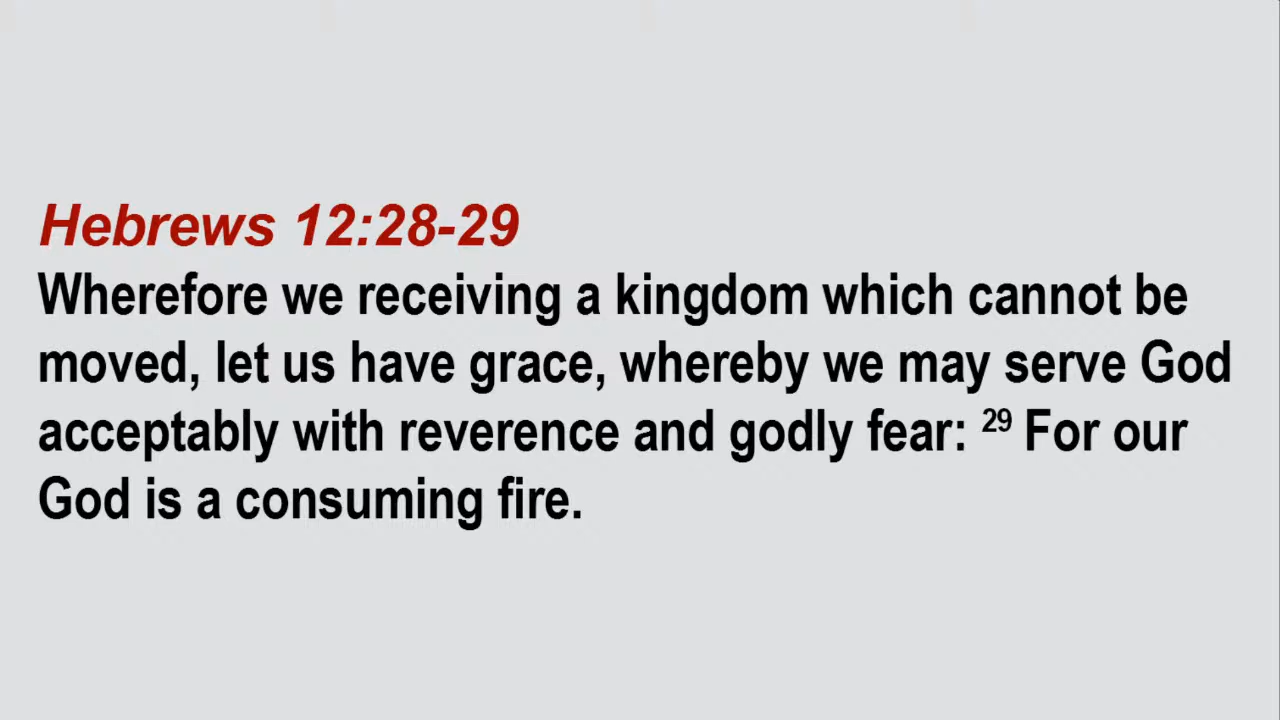 Hebrews 12:28-29
Wherefore we receiving a kingdom which cannot be
moved, let us have grace, whereby we may serve God
acceptably with reverence and godly fear: 29 For our
God is a consuming fire.